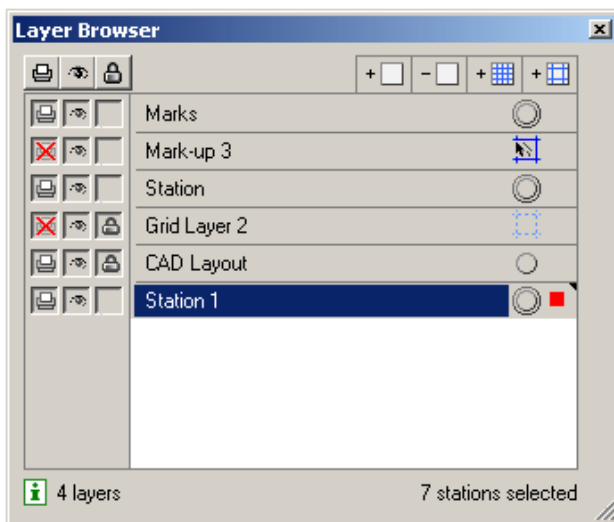 Layer Browser
Marks
Mark-up 3
Station
Grid Layer 2
CAD Layout
Station 1
4 layers 7 stations selected